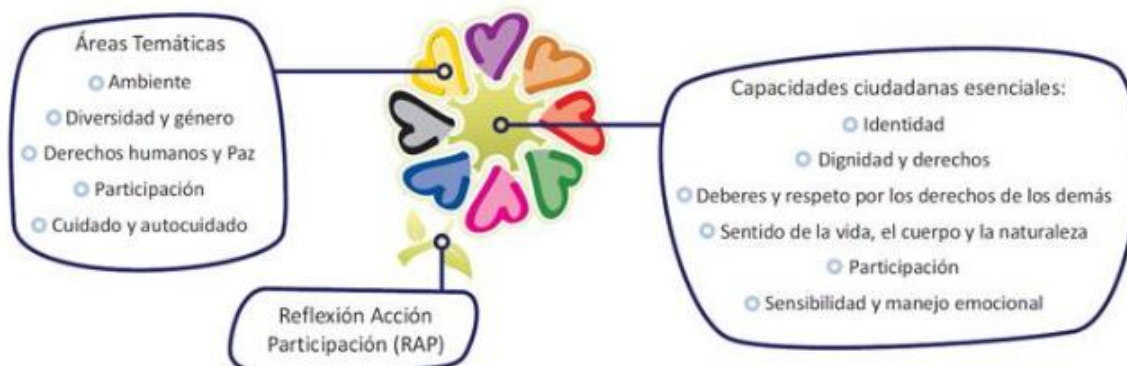 Áreas Temáticas
Ambiente
Diversidad y género
Derechos humanos y Paz
Participación
Cuidado y autocuidado
Reflexión Acción
Participación (RAP)
Capacidades ciudadanas esenciales:
Identidad
Dignidad y derechos
Deberes y respeto por los derechos de los demás
Sentido de la vida, el cuerpo y la naturaleza
Participación
Sensibilidad y manejo emocional